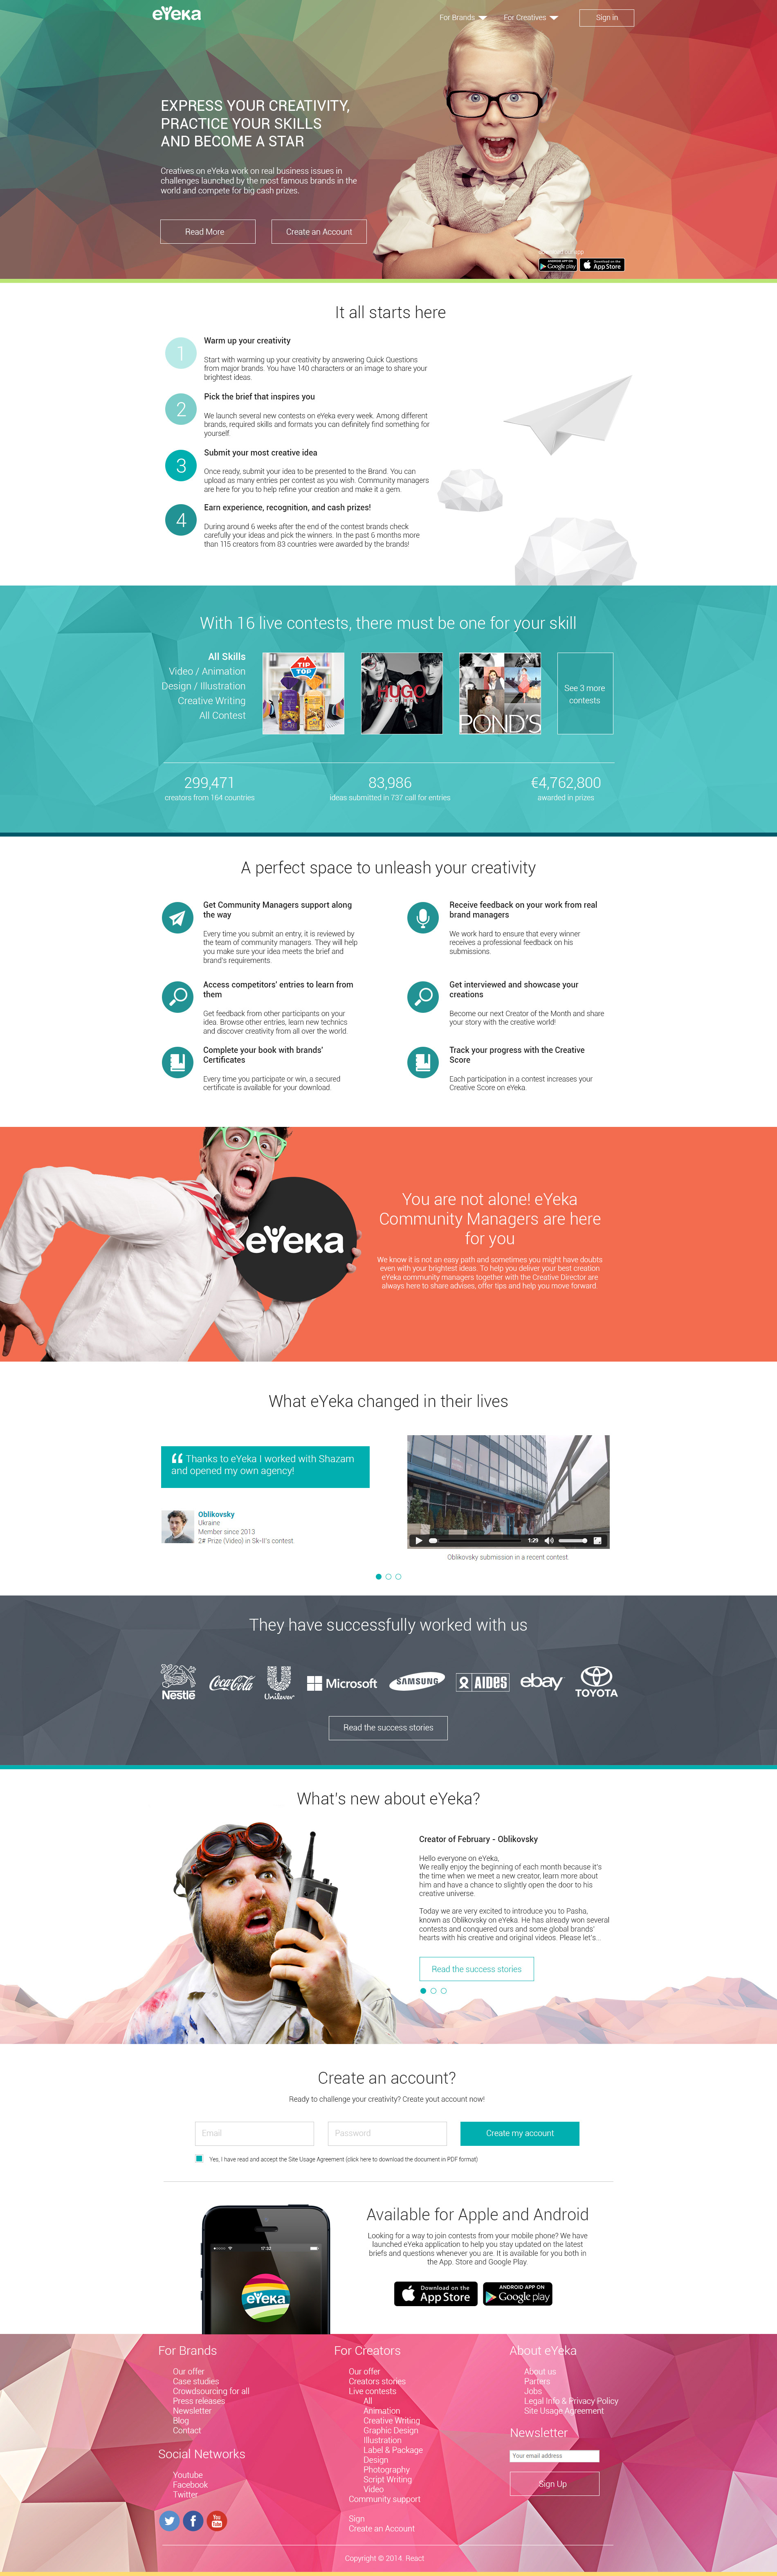 eYeka
For Brands
For Creatives
Sign in
EXPRESS YOUR CREATIVITY,
PRACTICE YOUR SKILLS
AND BECOME A STAR
Creatives on eYeka work on real business issues in
challenges launched by the most famous brands in the
world and compete for big cash prizes.
Read More
Create an Account
app
ANDROID APP ON
Google play
Download on the
App Store
It all starts here
1
Warm up your creativity
Start with warming up your creativity by answering Quick Questions
from major brands. You have 140 characters or an image to share your
brightest ideas.
2
Pick the brief that inspires you
We launch several new contests on eYeka every week. Among different
brands, required skills and formats you can definitely find something for
yourself.
3
Submit your most creative idea
Once ready, submit your idea to be presented to the Brand. You can
upload as many entries per contest as you wish. Community managers
are here for you to help refine your creation and make it a gem.
4
Earn experience, recognition, and cash prizes!
During around 6 weeks after the end of the contest brands check
carefully your ideas and pick the winners. In the past 6 months more
than 115 creators from 83 countries were awarded by the brands!
With 16 live contests, there must be one for your skill
All Skills
Video / Animation
Design / Illustration
Creative Writing
All Contest
TIP TOP
HUGO
POND'S
See 3 more
contests
299,471
creators from 164 countries
83,986
ideas submitted in 737 call for entries
€4,762,800
awarded in prizes
A perfect space to unleash your creativity
Get Community Managers support along
the way
Every time you submit an entry, it is reviewed by
the team of community managers. They will help
you make sure your idea meets the brief and
brand's requirements.
Receive feedback on your work from real
brand managers
We work hard to ensure that every winner
receives a professional feedback on his
submissions.
Access competitors' entries to learn from
them
Get feedback from other participants on your
idea. Browse other entries, learn new technics
and discover creativity from all over the world.
Get interviewed and showcase your
creations
Become our next Creator of the Month and share
your story with the creative world!
Complete your book with brands'
Certificates
Every time you participate or win, a secured
certificate is available for your download.
Track your progress with the Creative
Score
Each participation in a contest increases your
Creative Score on eYeka.
eYeka
You are not alone! eYeka
Community Managers are here
for you
We know it is not an easy path and sometimes you might have doubts
even with your brightest ideas. To help you deliver your best creation
eYeka community managers together with the Creative Director are
always here to share advises, offer tips and help you move forward.
What eYeka changed in their lives
“ Thanks to eYeka I worked with Shazam
and opened my own agency!
Oblikovsky
Ukraine
Member since 2013
2# Prize (Video) in Sk-II's contest
1:29
Oblikovsky submission in a recent contest.
They have successfully worked with us
Nestlē
Coca-Cola
Unilever
Microsoft
SAMSUNG
AIDES
ebay
TOYOTA
Read the success stories
What's new about eYeka?
Creator of February - Oblikovsky
Hello everyone on eYeka,
We really enjoy the beginning of each month because it's
the time when we meet a new creator, learn more about
him and have a chance to slightly open the door to his
creative universe.
Today we are very excited to introduce you to Pasha,
known as Oblikovsky on eYeka. He has already won several
contests and conquered ours and some global brands'
hearts with his creative and original videos. Please let's...
Read the success stories
Create an account?
Ready to challenge your creativity? Create yout account now!
Email
Password
Create my account
Yes, I have read and accept the Site Usage Agreement (click here to download the document in PDF format)
17:32
eYeka
Available for Apple and Android
Looking for a way to join contests from your mobile phone? We have
launched eYeka application to help you stay updated on the latest
briefs and questions whenever you are. It is available for you both in
the App. Store and Google Play.
Download on the
App Store
ANDROID APP ON
Google play
For Brands
Our offer
Case studies
Crowdsourcing for all
Press releases
Newsletter
Blog
Contact
Social Networks
Youtube
Facebook
Twitter
f
You Tube
For Creators
Our offer
Creators stories
Live contests
All
Animation
Creative Writing
Graphic Design
Illustration
Label & Package
Design
Photography
Script Writing
Video
Community support
Sign
Create an Account
About eYeka
About us
Parters
Jobs
Legal Info & Privacy Policy
Site Usage Agreement
Newsletter
Your email address
Sign Up
Copyright © 2014. React